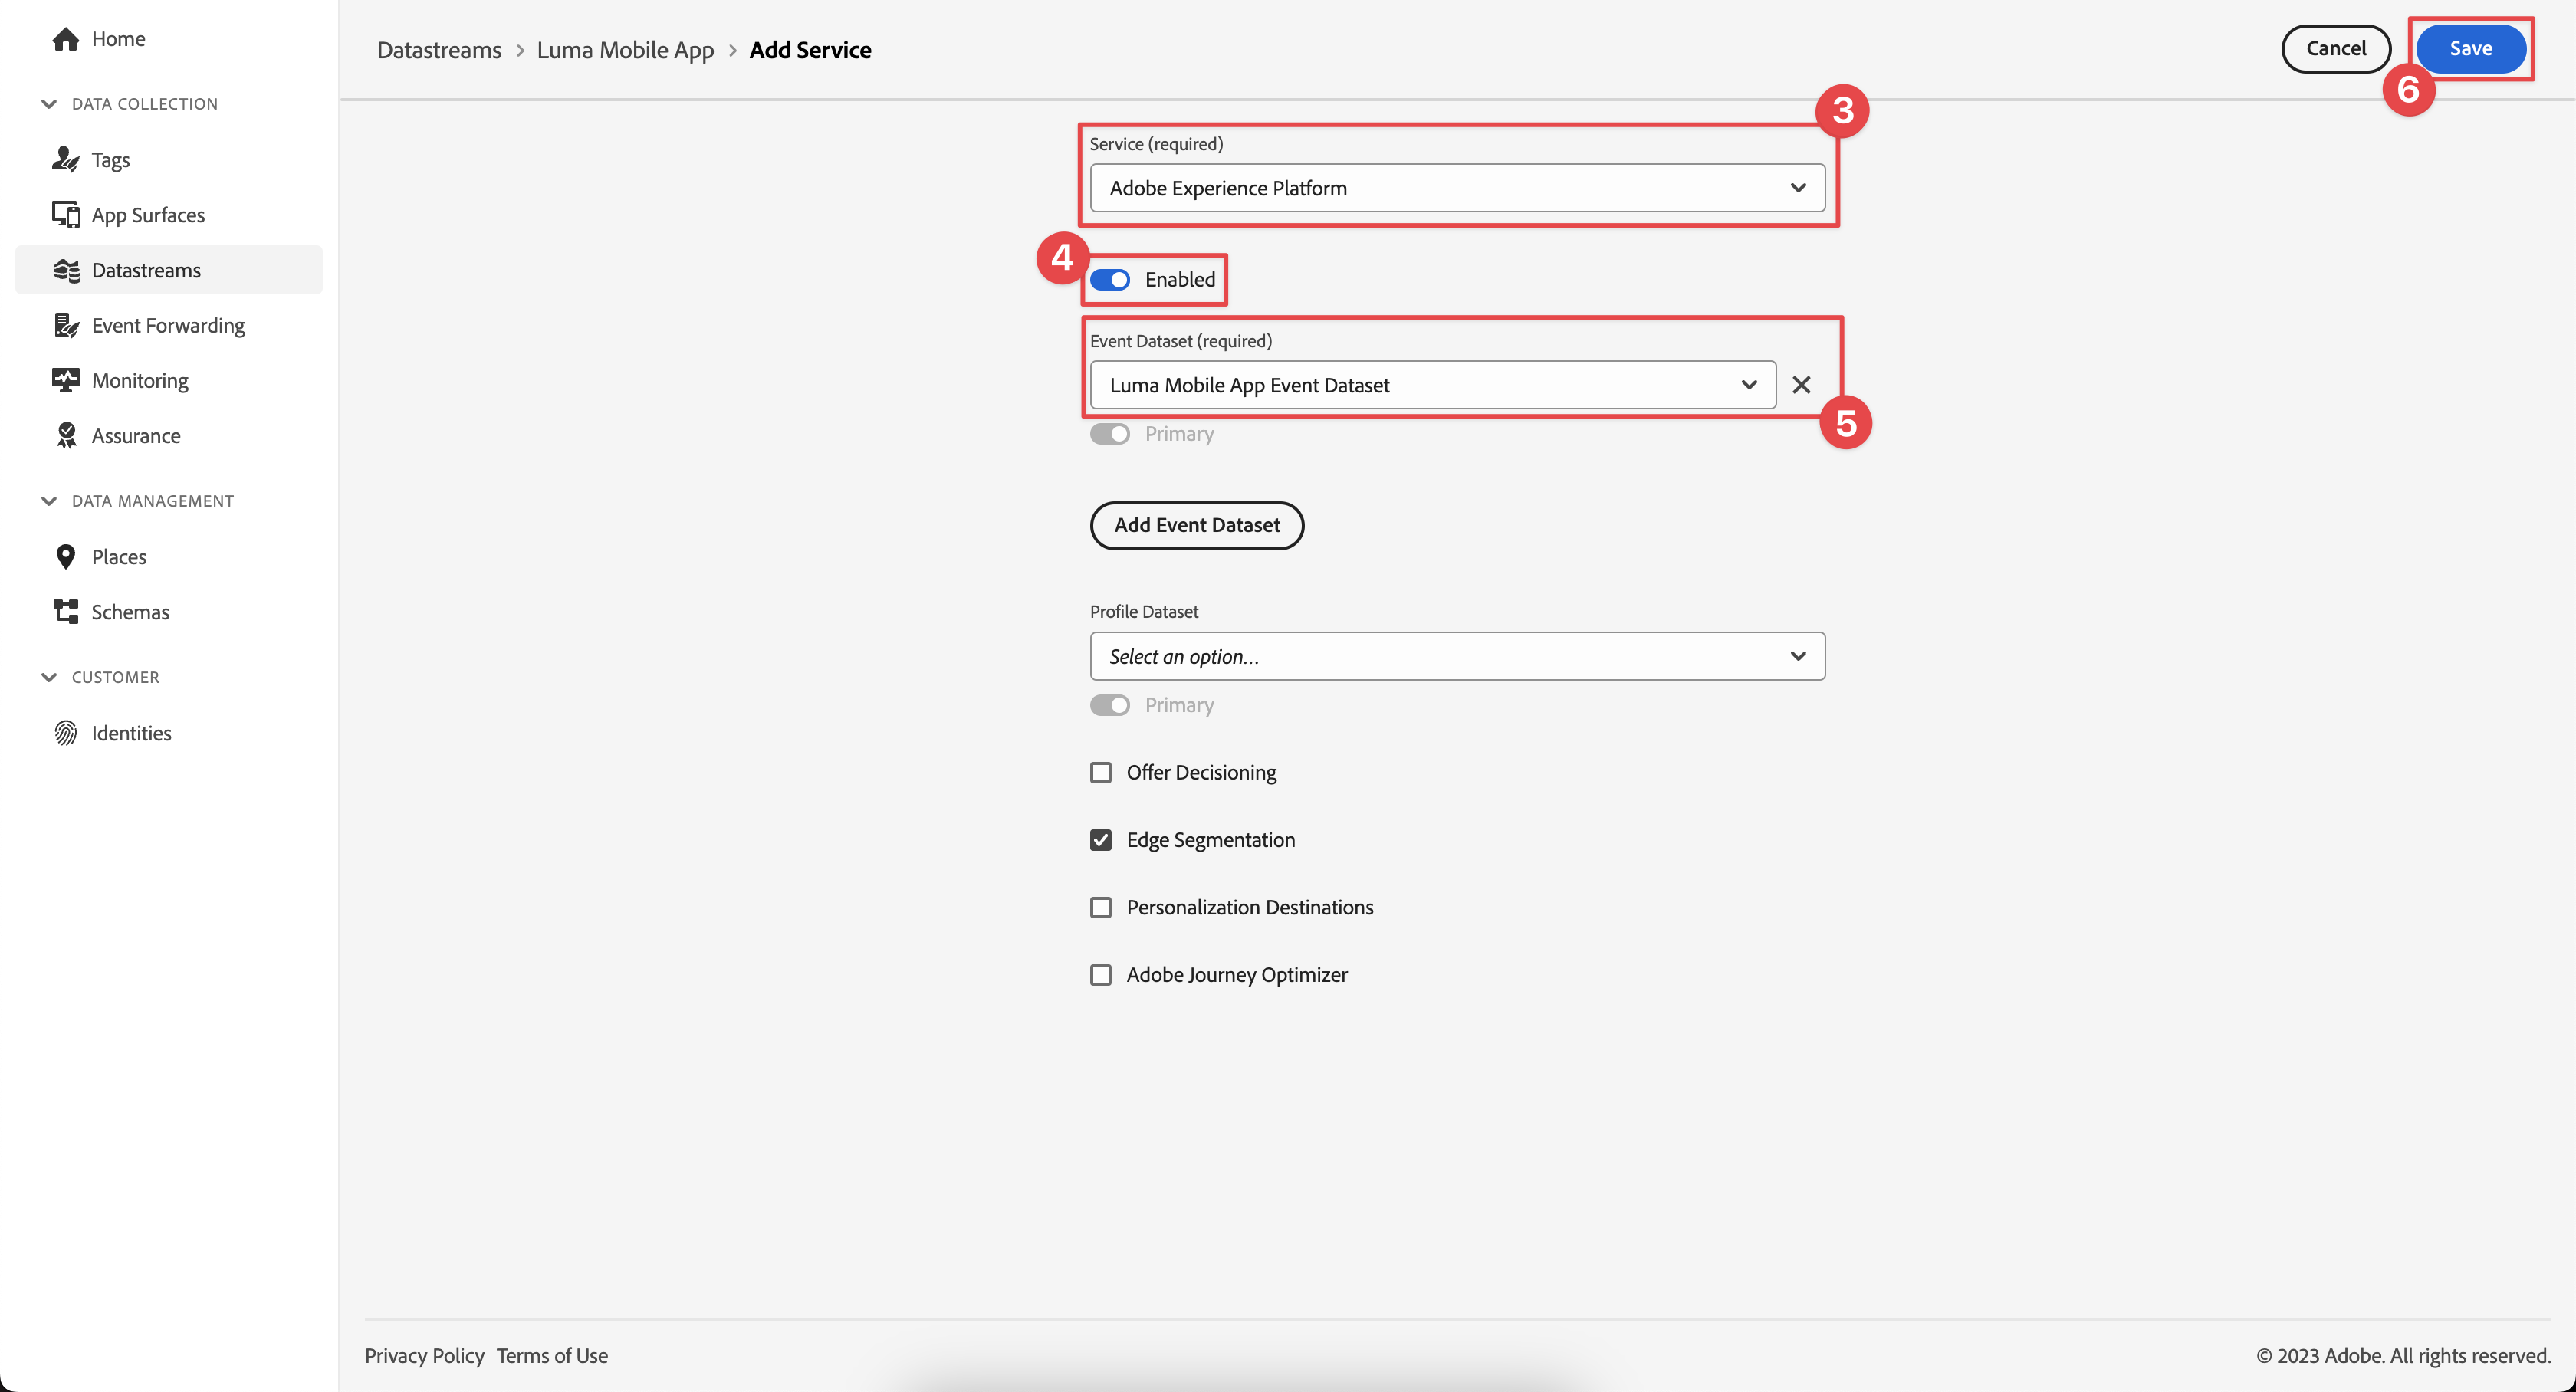 Home
DATA COLLECTION
Tags
App Surfaces
Datastreams
Event Forwarding
Monitoring
Assurance
DATA MANAGEMENT
Places
Schemas
CUSTOMER
Identities
Datastreams > Luma Mobile App > Add Service
Cancel
Save
6
3
Service (required)
Adobe Experience Platform
4
Enabled
Event Dataset (required)
Luma Mobile App Event Dataset
5
Primary
Add Event Dataset
Profile Dataset
Select an option...
Primary
Offer Decisioning
Edge Segmentation
Personalization Destinations
Adobe Journey Optimizer
Privacy Policy Terms of Use
© 2023 Adobe. All rights reserved.